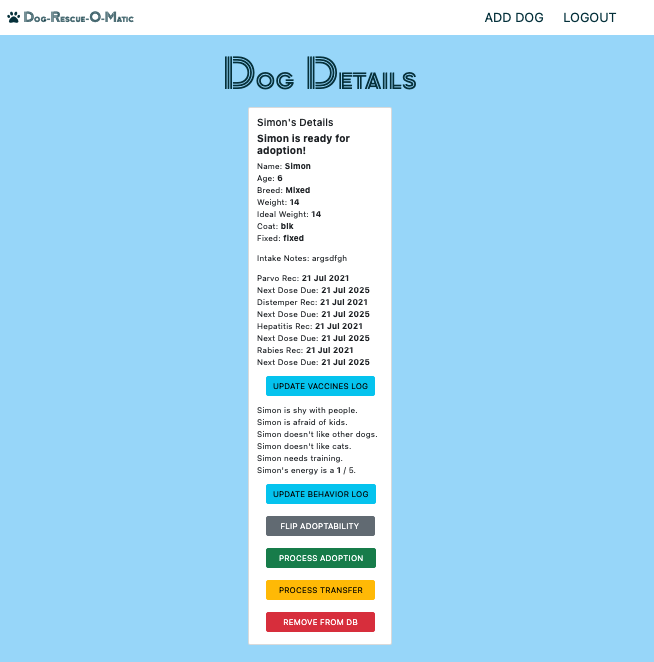 Dog-Rescue-O-Matic
ADD DOG LOGOUT
Dog Details
Simon's Details
Simon is ready for
adoption!
Name: Simon
Age: 6
Breed: Mixed
Weight: 14
Ideal Weight: 14
Coat: blk
Fixed: fixed
Intake Notes: argsdfgh
Parvo Rec: 21 Jul 2021
Next Dose Due: 21 Jul 2025
Distemper Rec: 21 Jul 2021
Next Dose Due: 21 Jul 2025
Hepatitis Rec: 21 Jul 2021
Next Dose Due: 21 Jul 2025
Rabies Rec: 21 Jul 2021
Next Dose Due: 21 Jul 2025
UPDATE VACCINES LOG
Simon is shy with people.
Simon is afraid of kids.
Simon doesn't like other dogs.
Simon doesn't like cats.
Simon needs training.
Simon's energy is a 1 / 5.
UPDATE BEHAVIOR LOG
FLIP ADOPTABILITY
PROCESS ADOPTION
PROCESS TRANSFER
REMOVE FROM DB